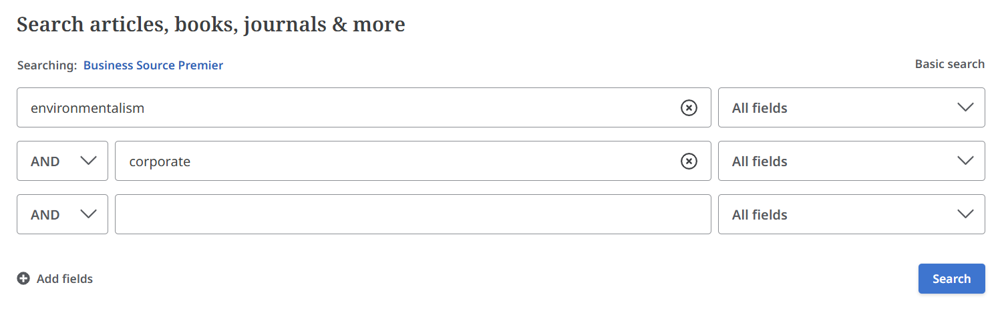 Search articles, books, journals & more
Searching: Business Source Premier Basic search
environmentalism All fields
AND corporate All fields
AND All fields
Add fields Search